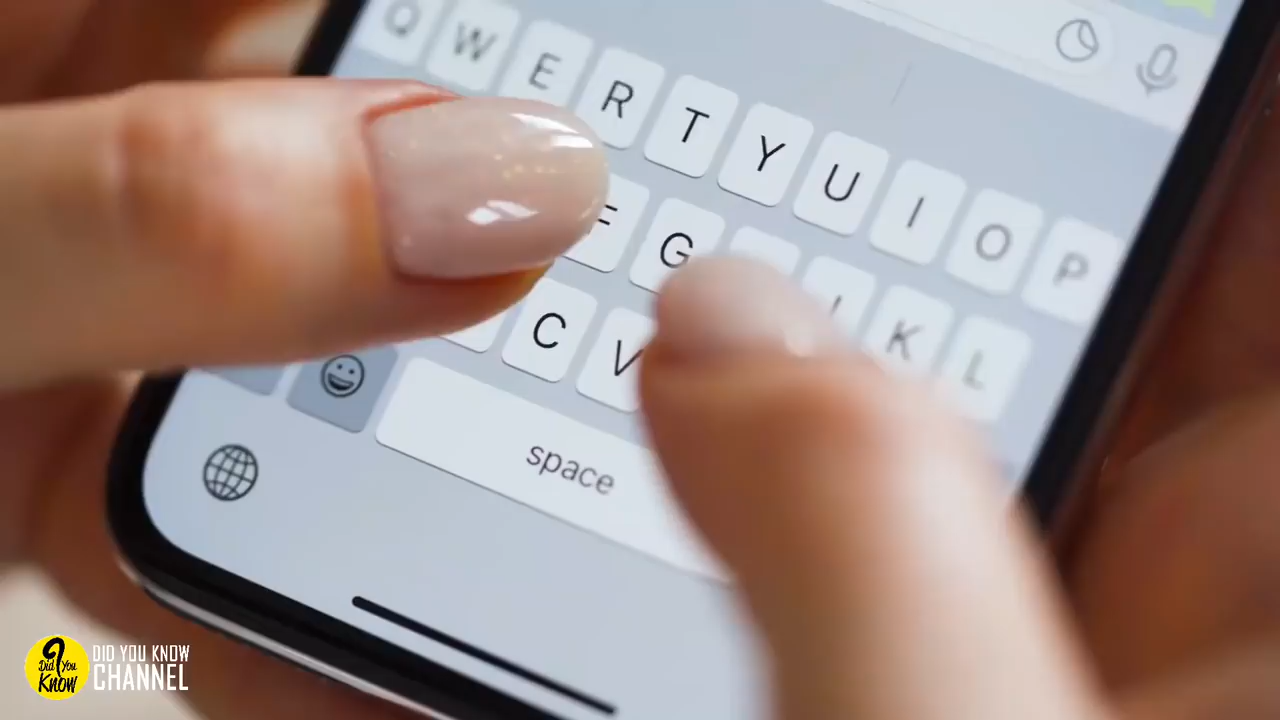 Q W E R T Y U I O P
F G J K L
C V
space
Did You Know
DID YOU KNOW
CHANNEL